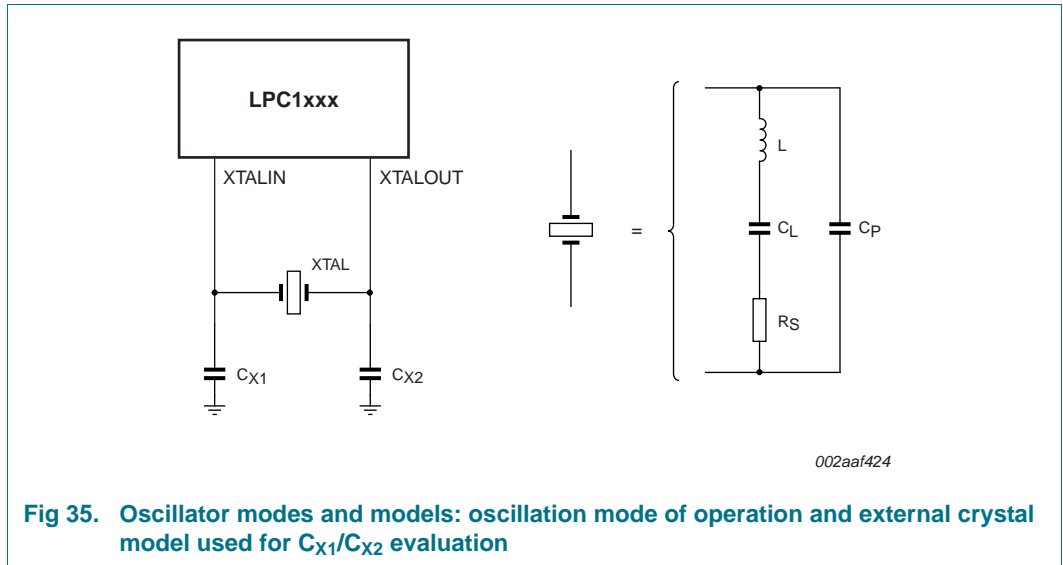 LPC1xxx
XTALIN
XTALOUT
XTAL
CX1
CX2
=
L
CL
CP
RS
002aaf424
Fig 35. Oscillator modes and models: oscillation mode of operation and external crystal
model used for CX1/CX2 evaluation